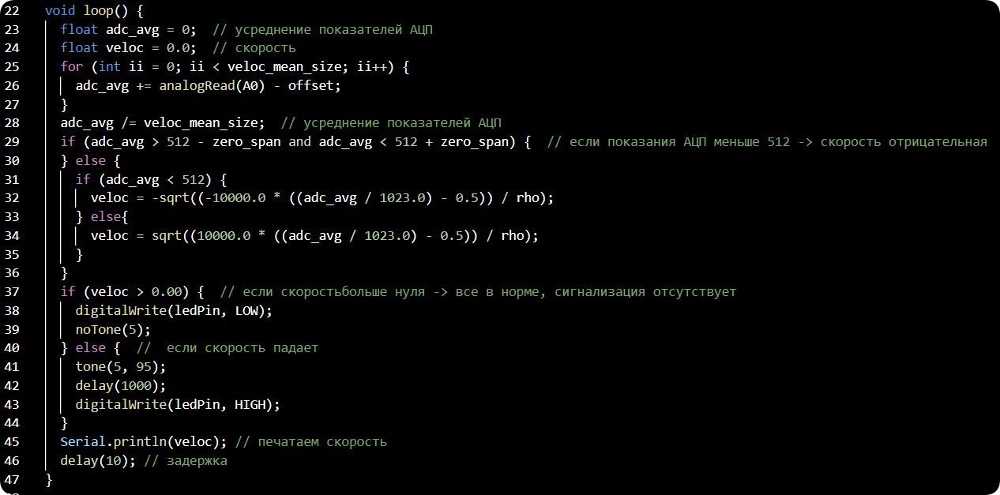 22 void loop() {
23 float adc_avg = 0; // усреднение показателей АЦП
24 float veloc = 0.0; // скорость
25 for (int ii = 0; ii < veloc_mean_size; ii++) {
26 adc_avg += analogRead(A0) - offset;
27 }
28 adc_avg /= veloc_mean_size; // усреднение показателей АЦП
29 if (adc_avg > 512 - zero_span and adc_avg < 512 + zero_span) { // если показания АЦП меньше 512 -> скорость отрицательная
30 } else {
31 if (adc_avg < 512) {
32 veloc = -sqrt((-10000.0 * ((adc_avg / 1023.0) - 0.5)) / rho);
33 } else{
34 veloc = sqrt((10000.0 * ((adc_avg / 1023.0) - 0.5)) / rho);
35 }
36 }
37 if (veloc > 0.00) { // если скоростьбольше нуля -> все в норме, сигнализация отсутствует
38 digitalWrite(ledPin, LOW);
39 noTone(5);
40 } else { // если скорость падает
41 tone(5, 95);
42 delay(1000);
43 digitalWrite(ledPin, HIGH);
44 }
45 Serial.println(veloc); // печатаем скорость
46 delay(10); // задержка
47 }